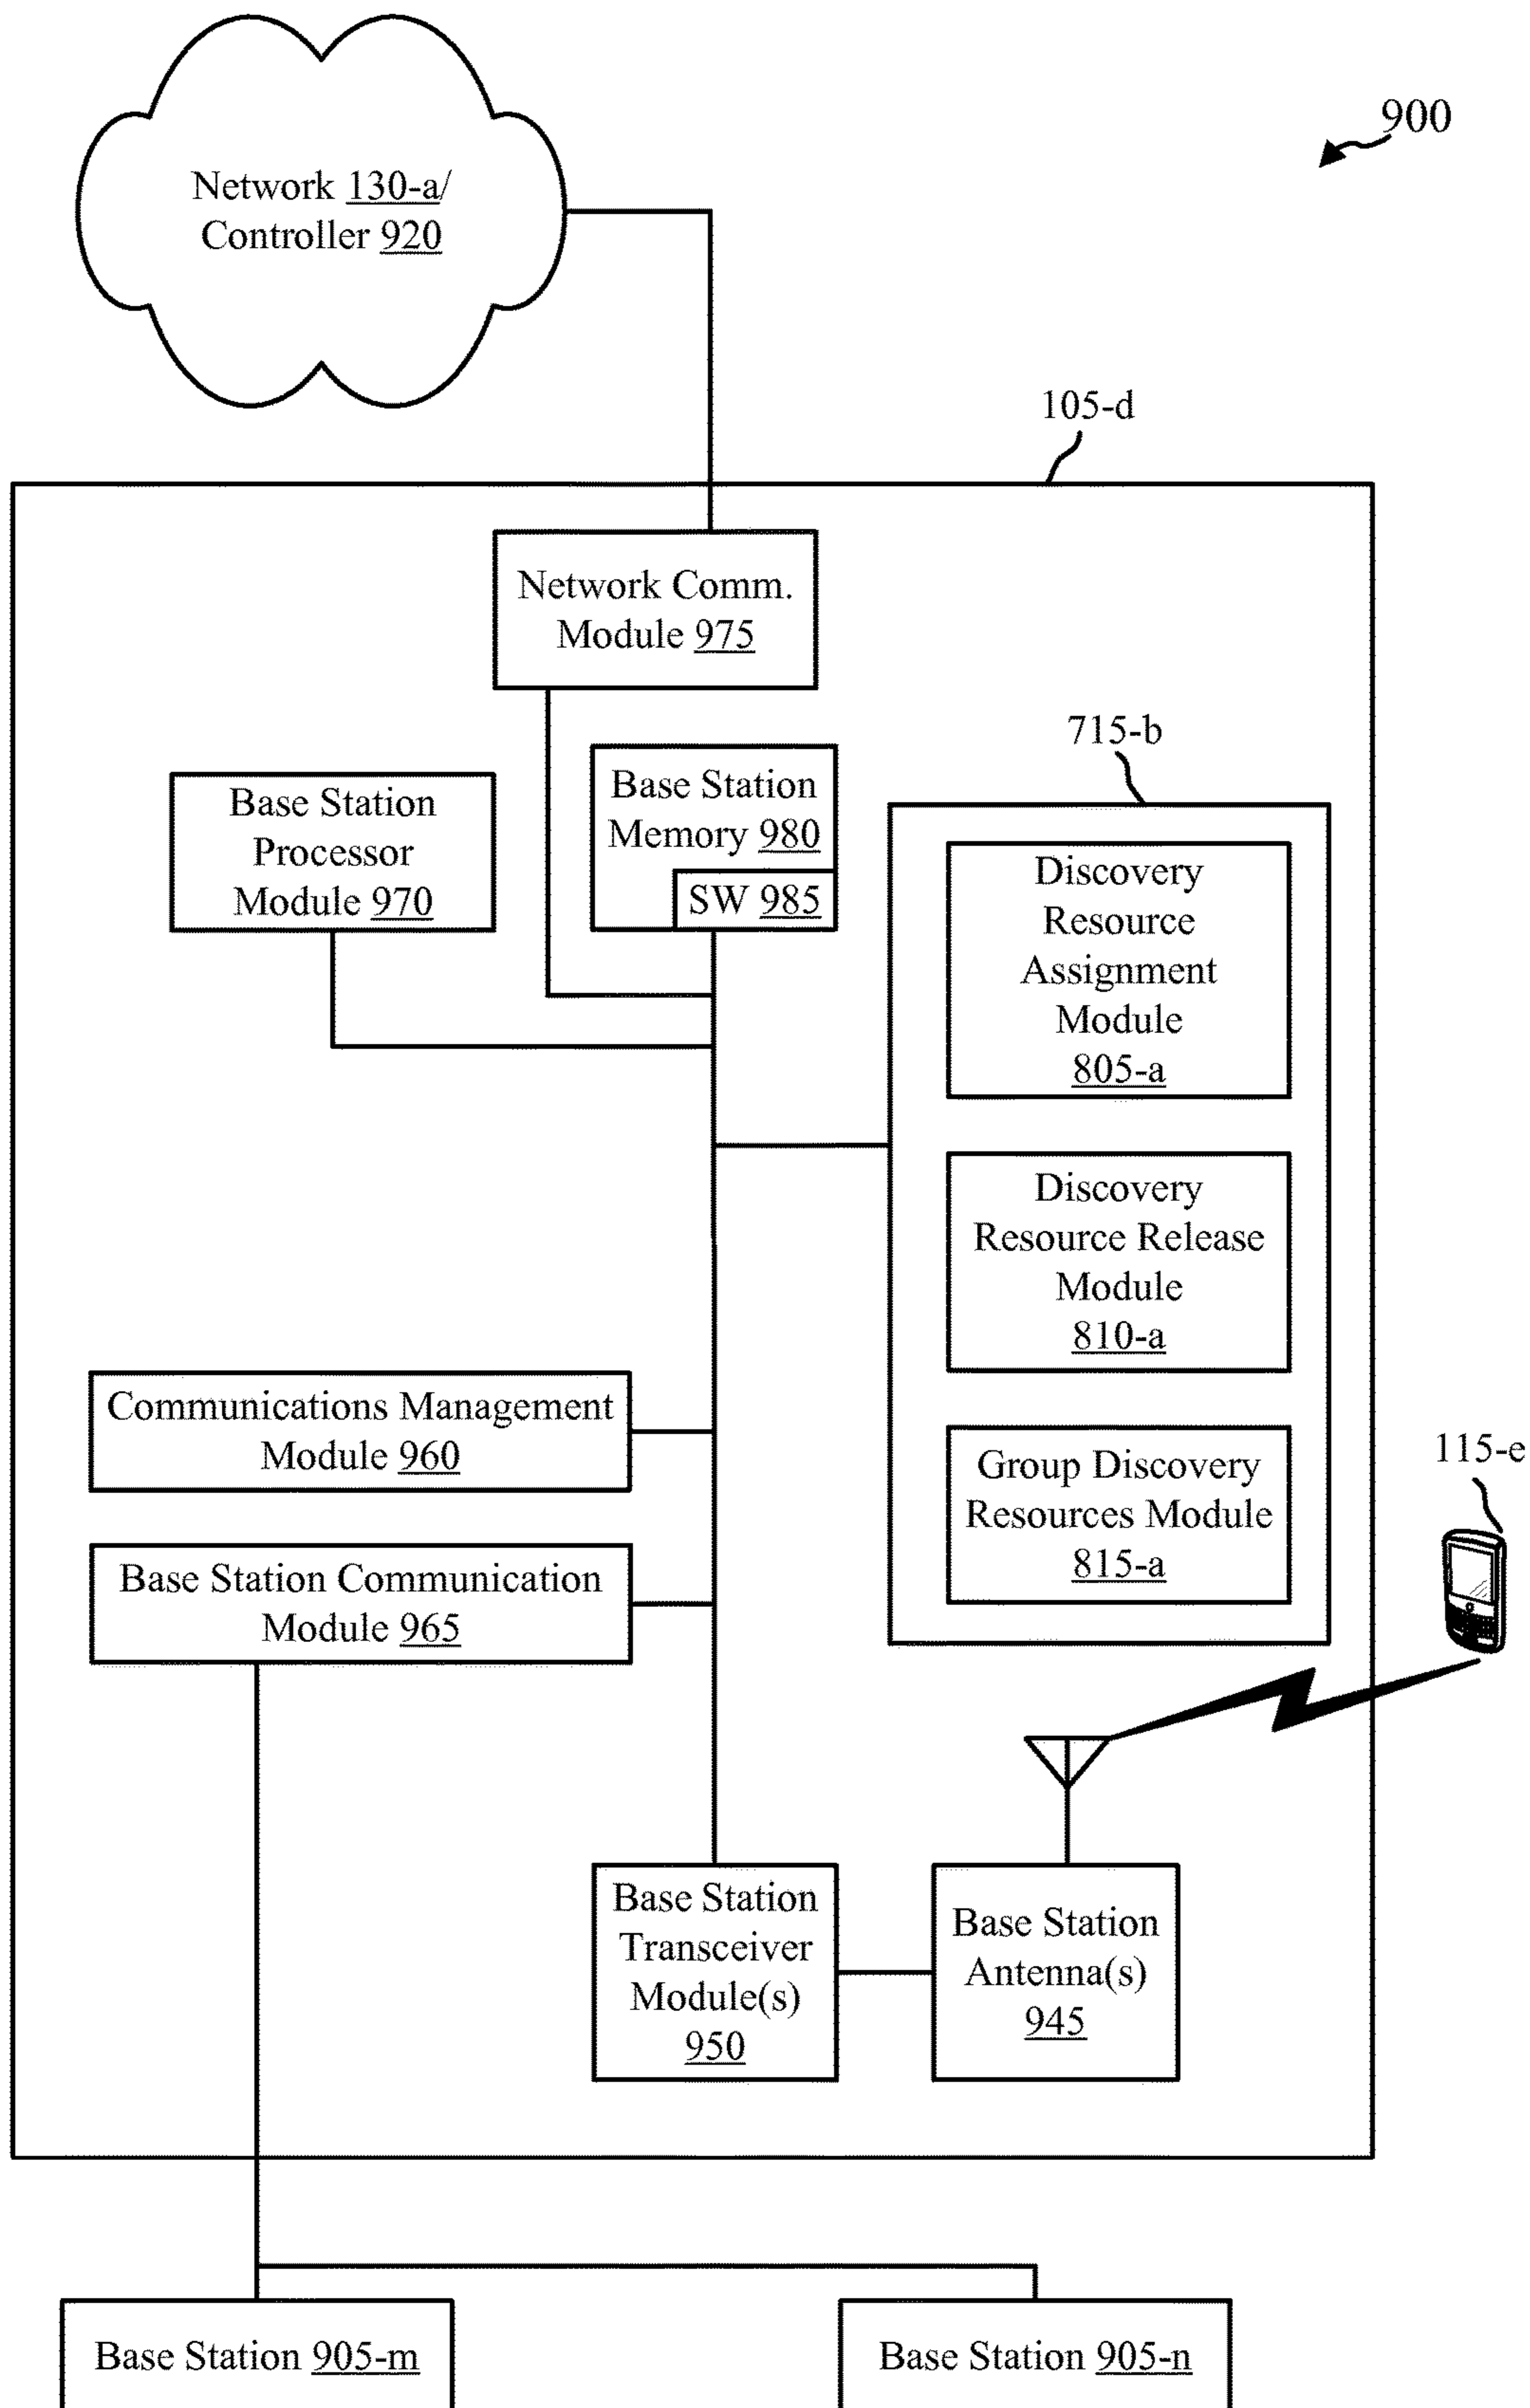 900
Network 130-a/
Controller 920
105-d
Network Comm.
Module 975
715-b
Base Station
Processor
Module 970
Base Station
Memory 980
SW 985
Discovery
Resource
Assignment
Module
805-a
Discovery
Resource Release
Module
810-a
Communications Management
Module 960
Group Discovery
Resources Module
815-a
115-e
Base Station Communication
Module 965
Base Station
Transceiver
Module(s)
950
Base Station
Antenna(s)
945
Base Station 905-m
Base Station 905-n